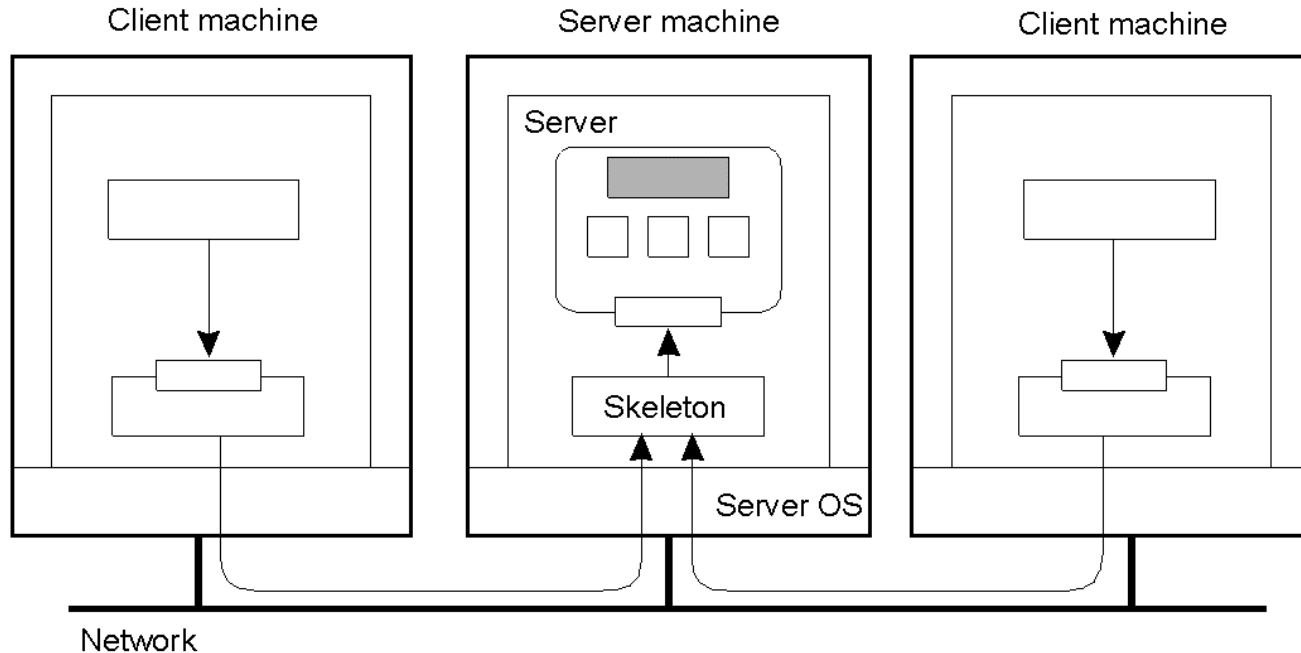 Client machine
Server machine
Client machine
Server
Skeleton
Server OS
Network